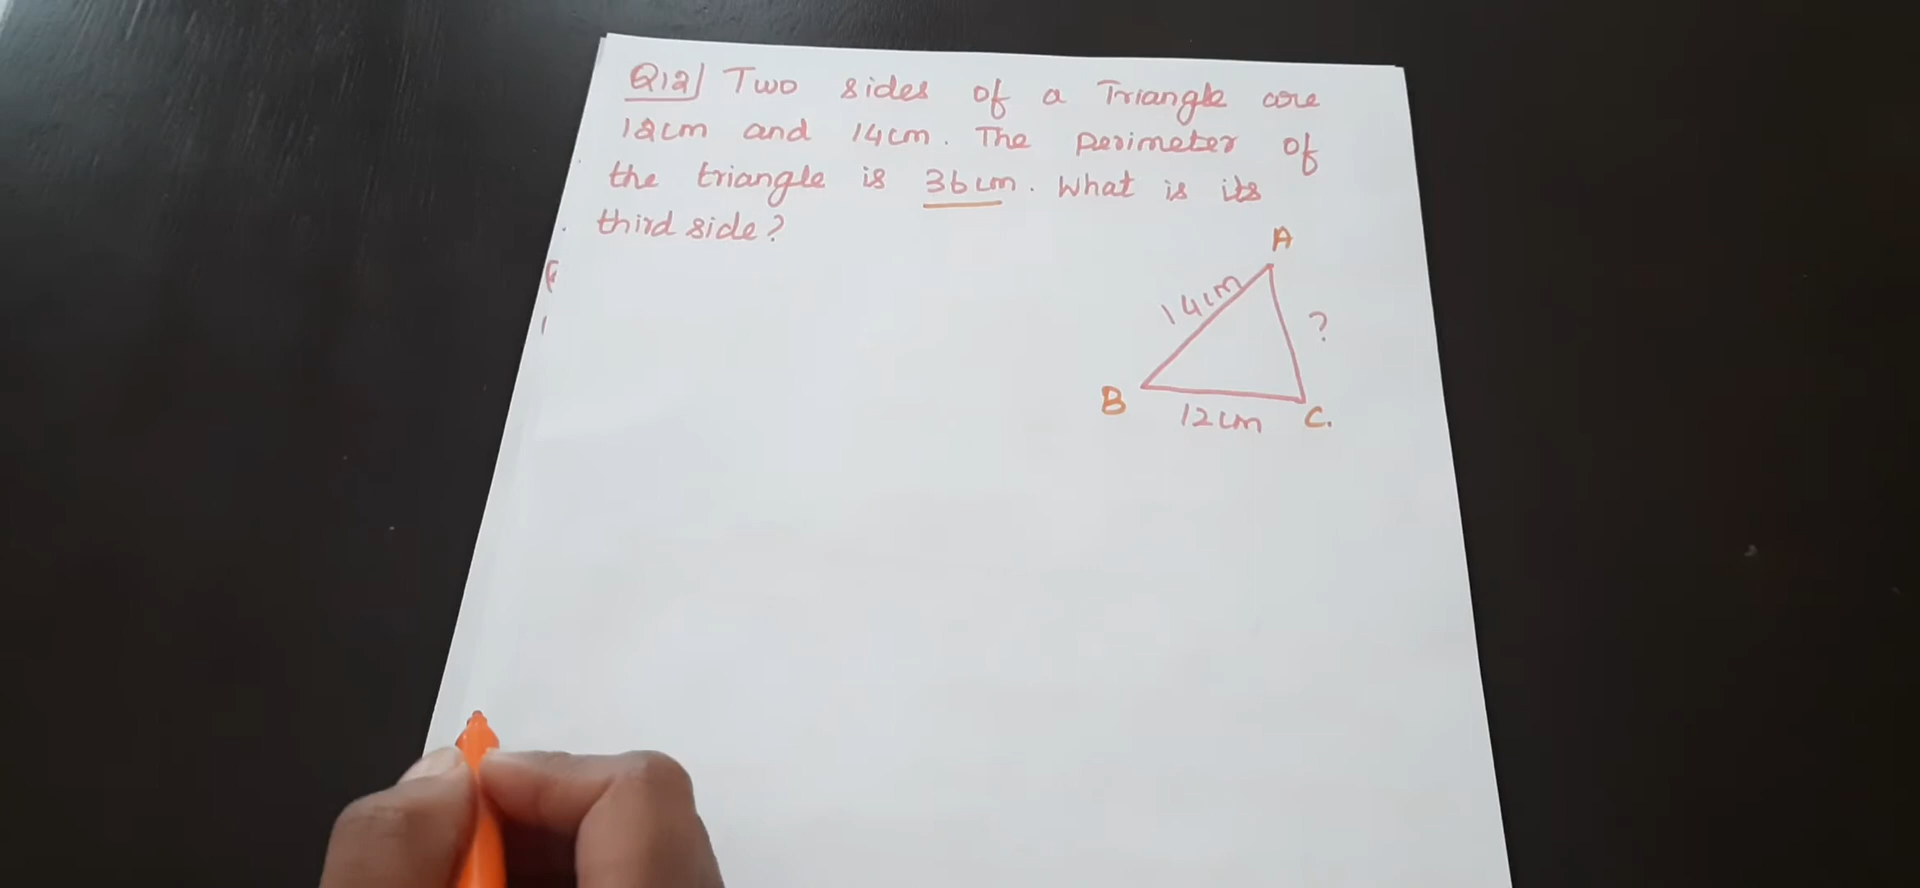 Q12) Two sides of a Triangle are
12cm and 14cm. The perimeter of
the triangle is 36cm. What is its
third side?
A
14cm
?
B
12cm
C.